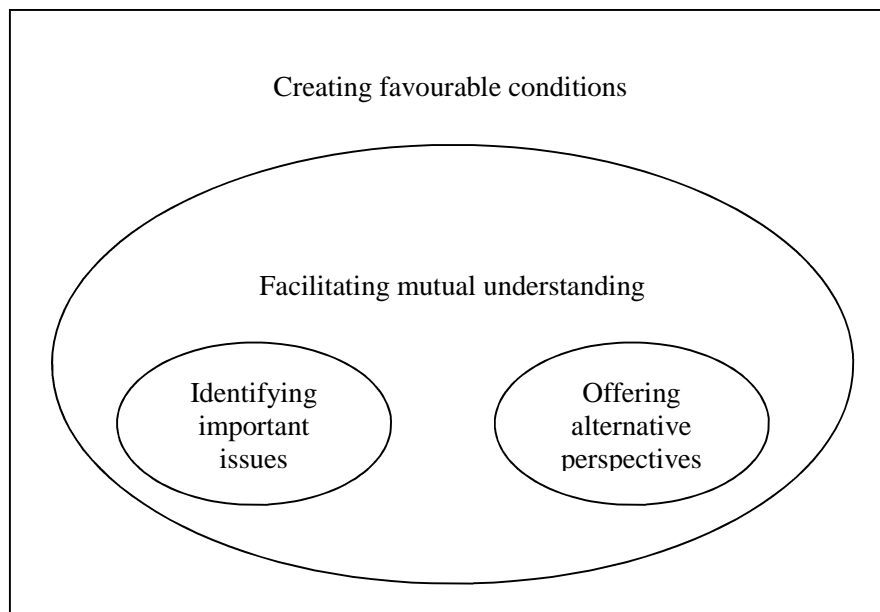 Creating favourable conditions
Facilitating mutual understanding
Identifying
important
issues
Offering
alternative
perspectives